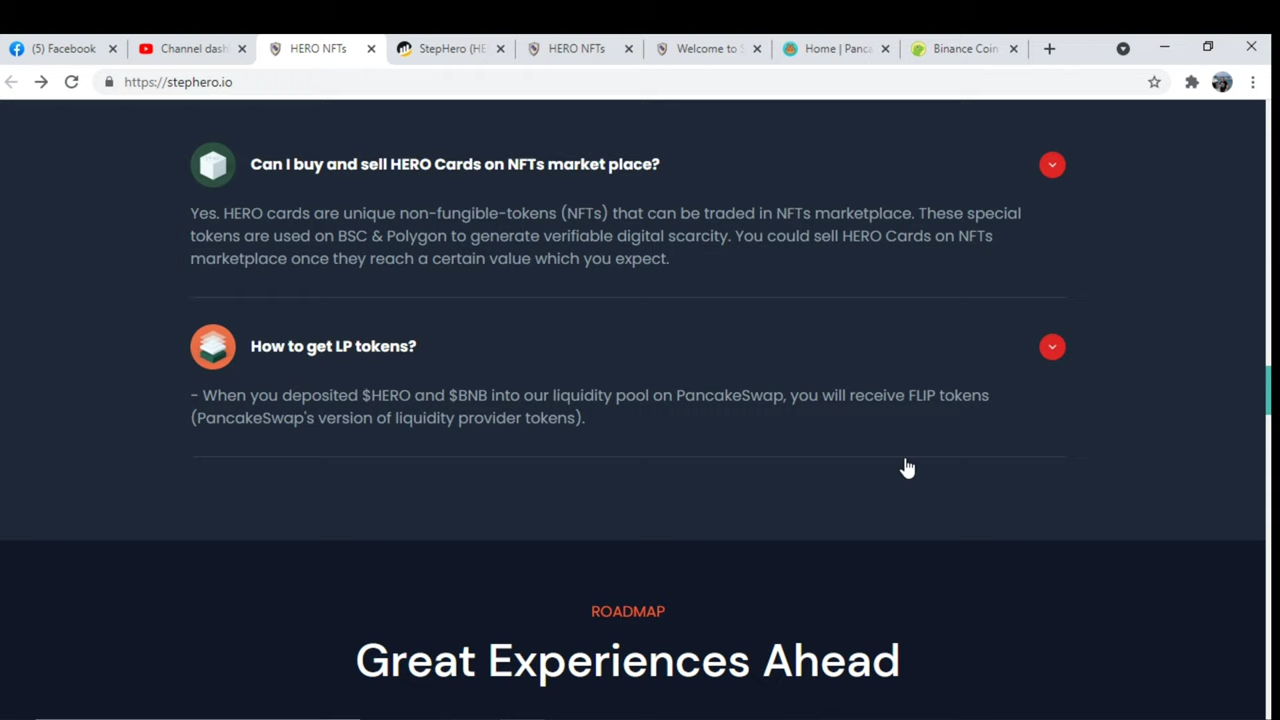 (5) Facebook
Channel dash
HERO NFTs
StepHero (HE
HERO NFTs
Welcome to S
Home | Panca
Binance Coin
https://stephero.io
Can I buy and sell HERO Cards on NFTs market place?
Yes. HERO cards are unique non-fungible-tokens (NFTs) that can be traded in NFTs marketplace. These special
tokens are used on BSC & Polygon to generate verifiable digital scarcity. You could sell HERO Cards on NFTs
marketplace once they reach a certain value which you expect.
How to get LP tokens?
- When you deposited $HERO and $BNB into our liquidity pool on PancakeSwap, you will receive FLIP tokens
(PancakeSwap's version of liquidity provider tokens).
ROADMAP
Great Experiences Ahead